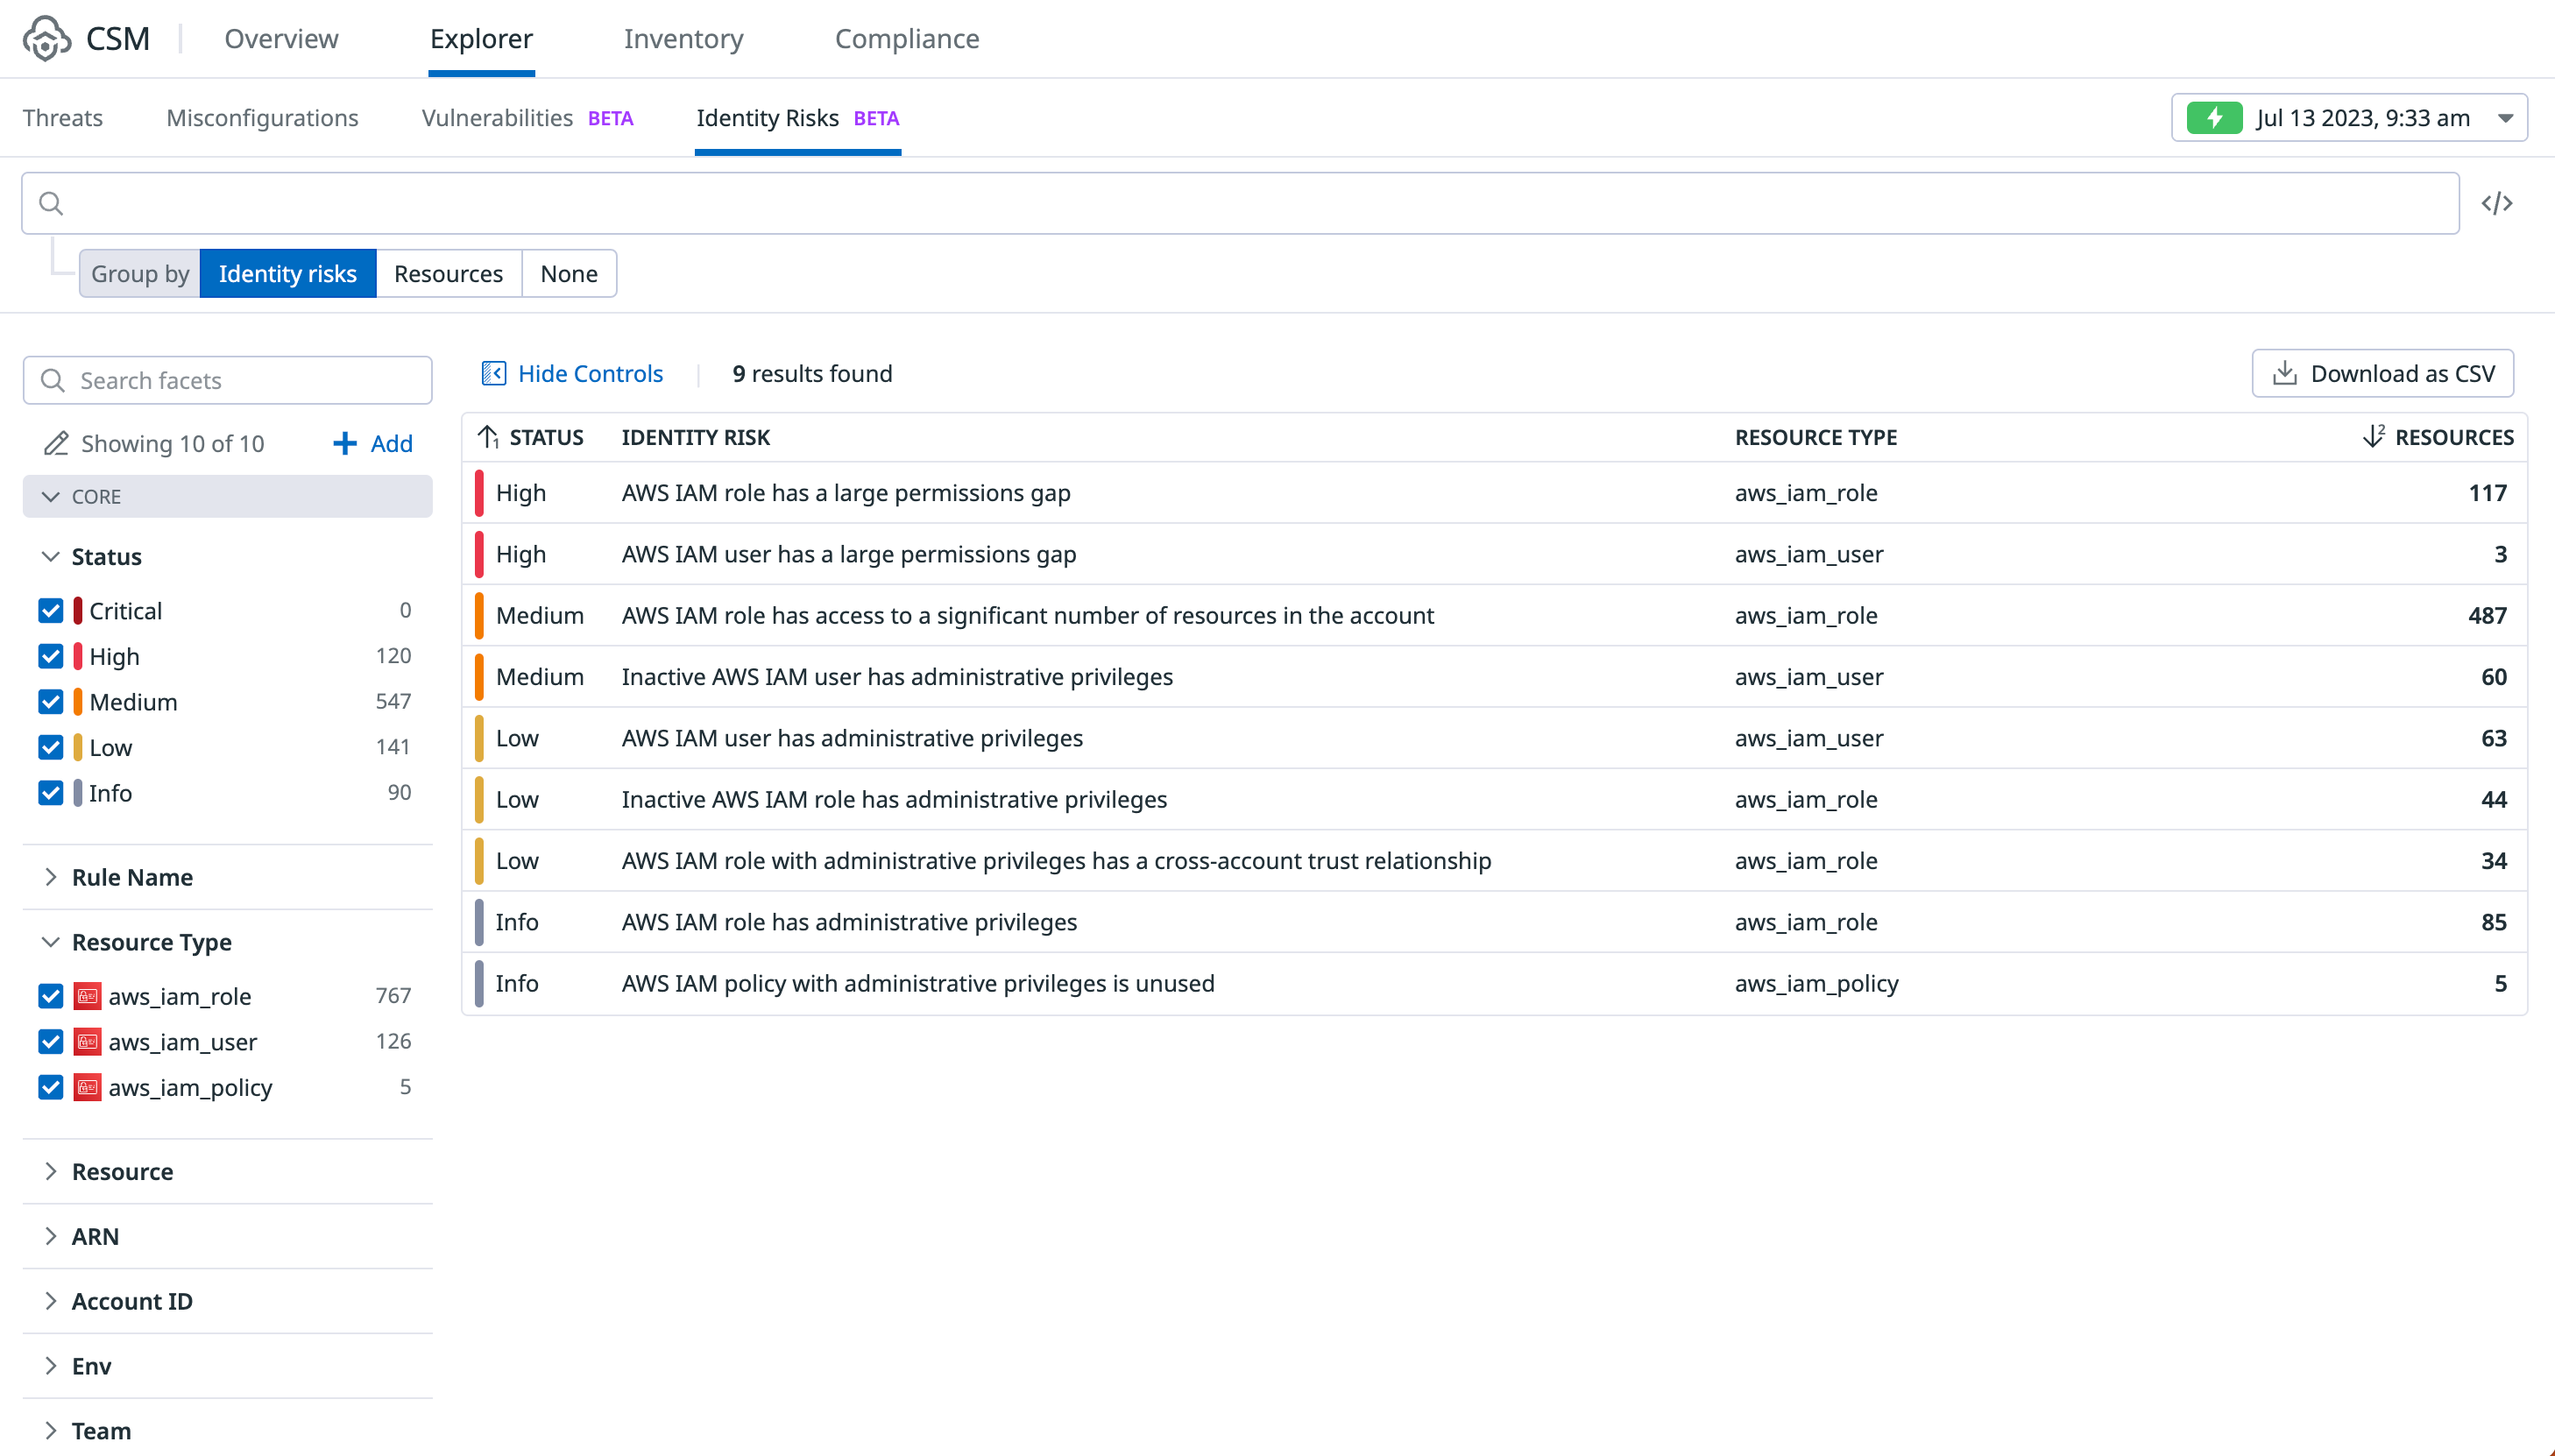 CSM Overview Explorer Inventory Compliance
Threats Misconfigurations Vulnerabilities BETA Identity Risks BETA Jul 13 2023, 9:33 am
</>
Group by Identity risks Resources None
Search facets
Hide Controls 9 results found Download as CSV
Showing 10 of 10 Add
CORE
Status
Critical 0
High 120
Medium 547
Low 141
Info 90
Rule Name
Resource Type
aws_iam_role 767
aws_iam_user 126
aws_iam_policy 5
Resource
ARN
Account ID
Env
Team
1 STATUS IDENTITY RISK RESOURCE TYPE 2 RESOURCES
High AWS IAM role has a large permissions gap aws_iam_role 117
High AWS IAM user has a large permissions gap aws_iam_user 3
Medium AWS IAM role has access to a significant number of resources in the account aws_iam_role 487
Medium Inactive AWS IAM user has administrative privileges aws_iam_user 60
Low AWS IAM user has administrative privileges aws_iam_user 63
Low Inactive AWS IAM role has administrative privileges aws_iam_role 44
Low AWS IAM role with administrative privileges has a cross-account trust relationship aws_iam_role 34
Info AWS IAM role has administrative privileges aws_iam_role 85
Info AWS IAM policy with administrative privileges is unused aws_iam_policy 5